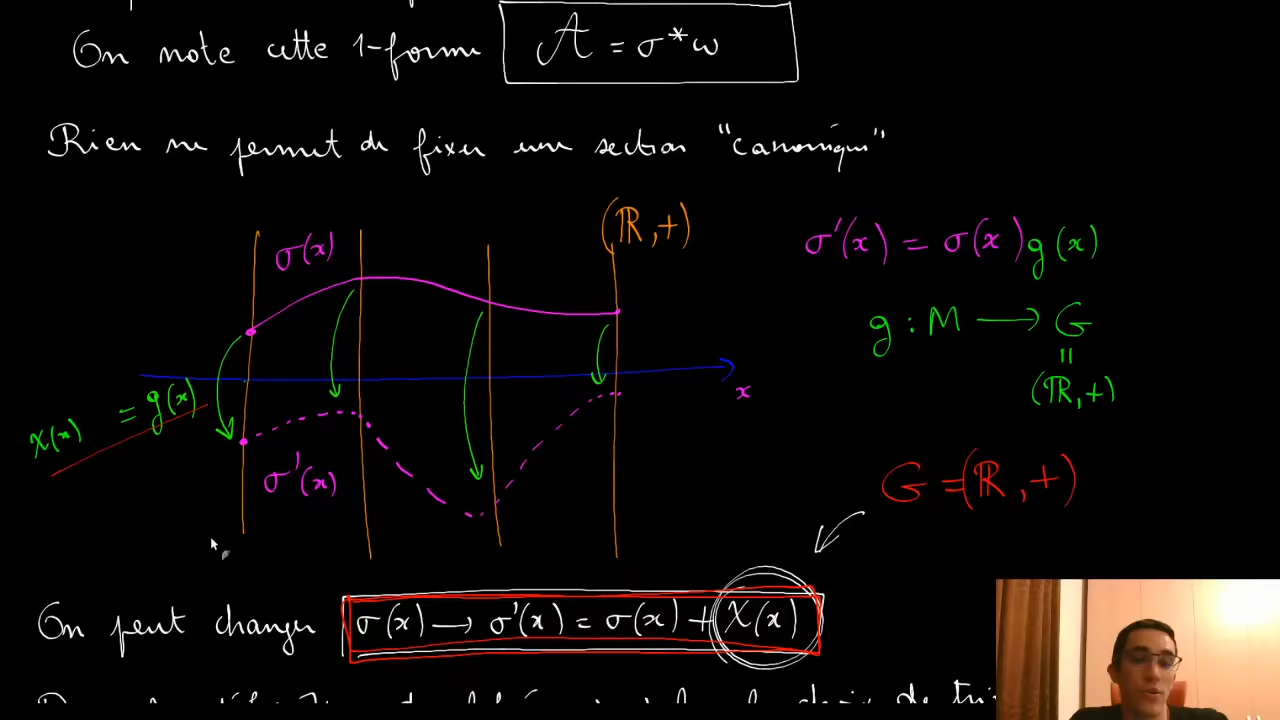 On note cette 1-forme 𝒜 = σ*ω
Rien ne permet de fixer une section "canonique"
(ℝ,+)
σ(x)
σ'(x) = σ(x)g(x)
g : M ⟶ G
=
(ℝ,+)
x
χ(x) = g(x)
σ'(x)
G = (ℝ,+)
On peut changer σ(x) ⟶ σ'(x) = σ(x) + χ(x)